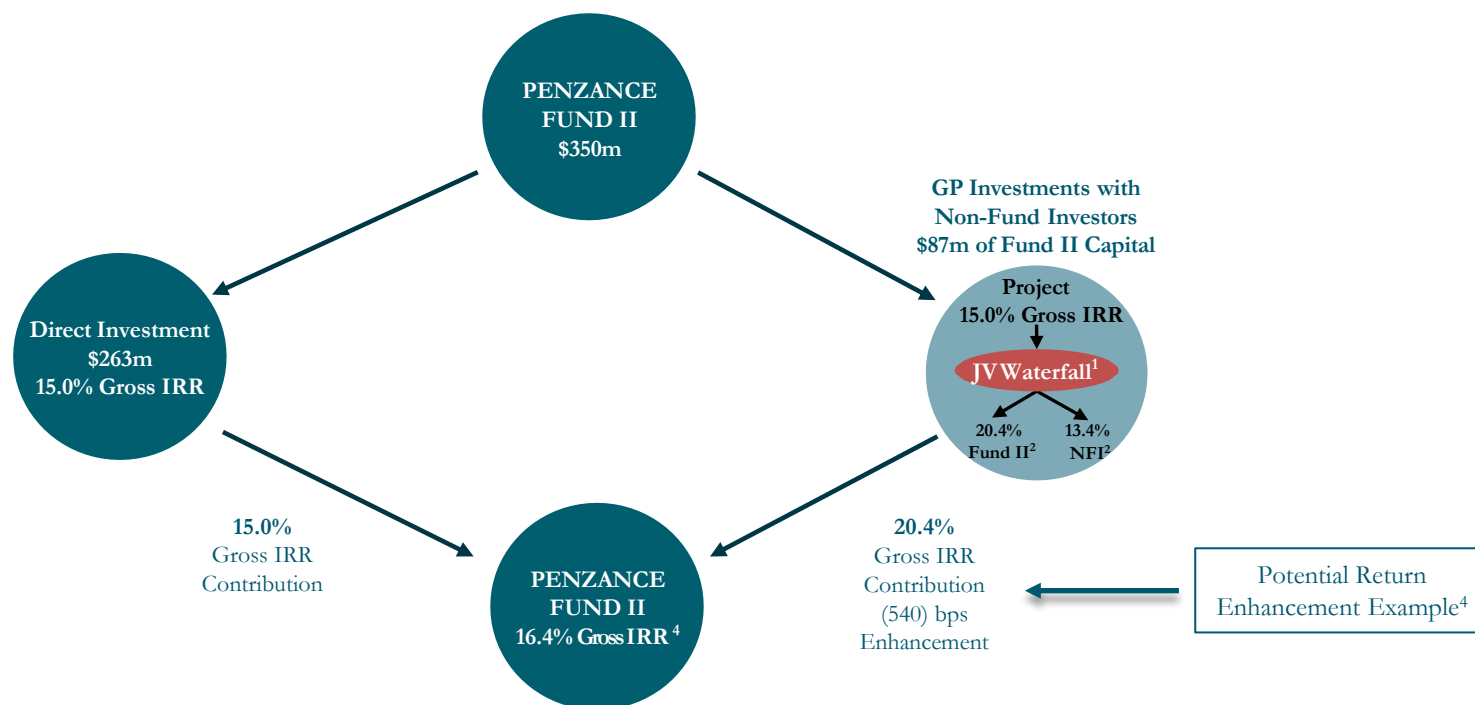 PENZANCE
FUND II
$350m
GP Investments with
Non-Fund Investors
$87m of Fund II Capital
Direct Investment
$263m
15.0% Gross IRR
Project
15.0% Gross IRR
JV Waterfall¹
20.4%
Fund II²
13.4%
NFI²
15.0%
Gross IRR
Contribution
PENZANCE
FUND II
16.4% Gross IRR ⁴
20.4%
Gross IRR
Contribution
(540) bps
Enhancement
Potential Return
Enhancement Example⁴